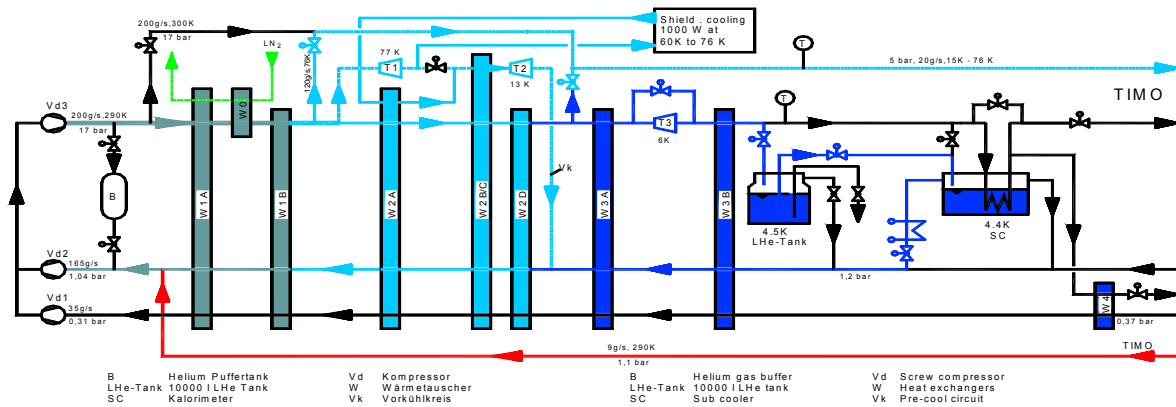 200g/s,300K
17 bar
LN2
120g/s,76K
77 K
T1
T2
13 K
Shield . cooling
1000 W at
60K to 76 K
T
5 bar, 20g/s,15K - 76 K
TIMO
Vd3
200g/s,290K
17 bar
W0
B
W1A
W1B
W2A
W2B/C
W2D
Vk
W3A
T3
6K
W3B
T
4.5K
LHe-Tank
4.4K
SC
Vd2
165g/s
1,04 bar
1,2 bar
Vd1
35g/s
0,31 bar
W4
0,37 bar
9g/s, 290K
1,1 bar
TIMO
B Helium Puffertank Vd Kompressor B Helium gas buffer Vd Screw compressor
LHe-Tank 10000 l LHe Tank W Wärmetauscher LHe-Tank 10000 l LHe tank W Heat exchangers
SC Kalorimeter Vk Vorkühlkreis SC Sub cooler Vk Pre-cool circuit